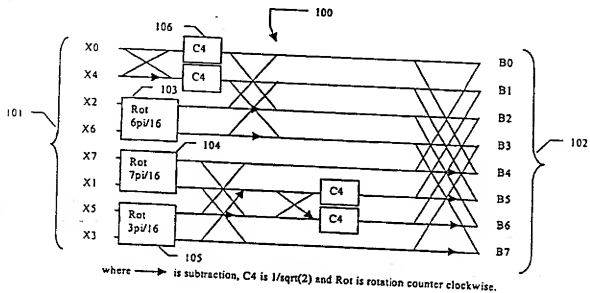 106
100
X0
C4
B0
X4
C4
B1
X2
103
B2
101
Rot
6pi/16
X6
B3
102
X7
104
Rot
7pi/16
B4
X1
C4
B5
X5
Rot
3pi/16
C4
B6
X3
B7
105
where is subtraction, C4 is 1/sqrt(2) and Rot is rotation counter clockwise.